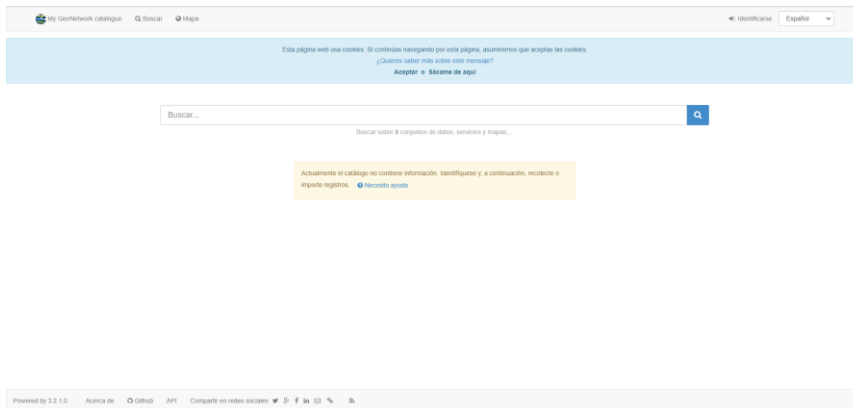 My GeoNetwork catalogue Buscar Mapa Identificarse Español
Esta página web usa cookies. Si continúas navegando por esta página, asumiremos que aceptas las cookies.
¿Quieres saber más sobre este mensaje?
Aceptar o Sácame de aquí
Buscar...
Buscar sobre 0 conjuntos de datos, servicios y mapas,...
Actualmente el catálogo no contiene información. Identifíquese y, a continuación, recolecte o
importe registros. Necesito ayuda
Powered by 3.2.1.0 Acerca de Github API Compartir en redes sociales